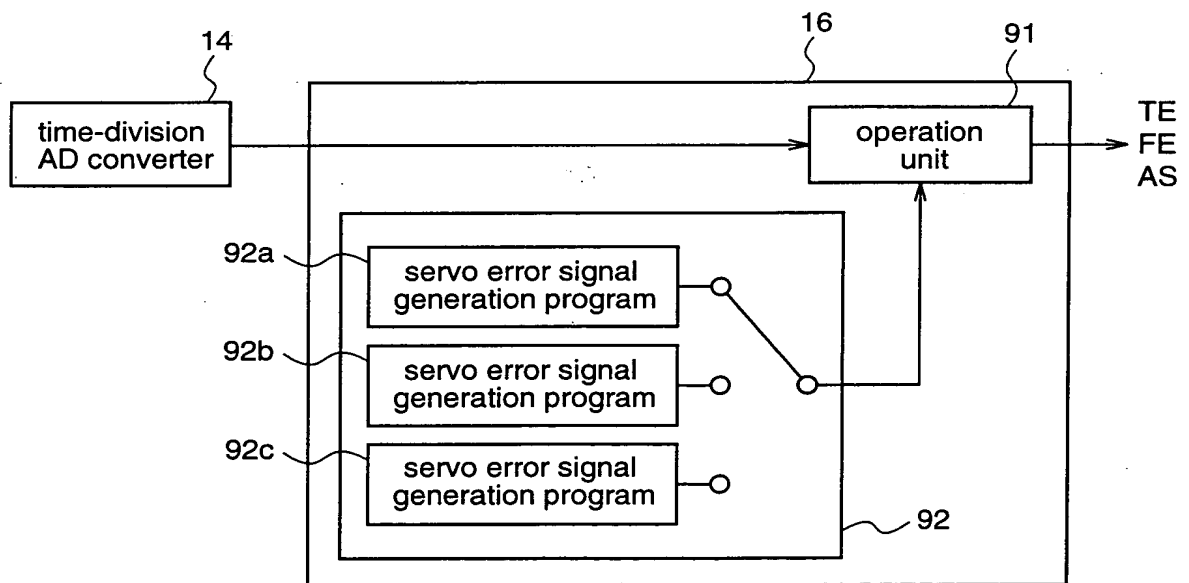 14
16
91
time-division
AD converter
operation
unit
TE
FE
AS
92a
servo error signal
generation program
92b
servo error signal
generation program
92c
servo error signal
generation program
92